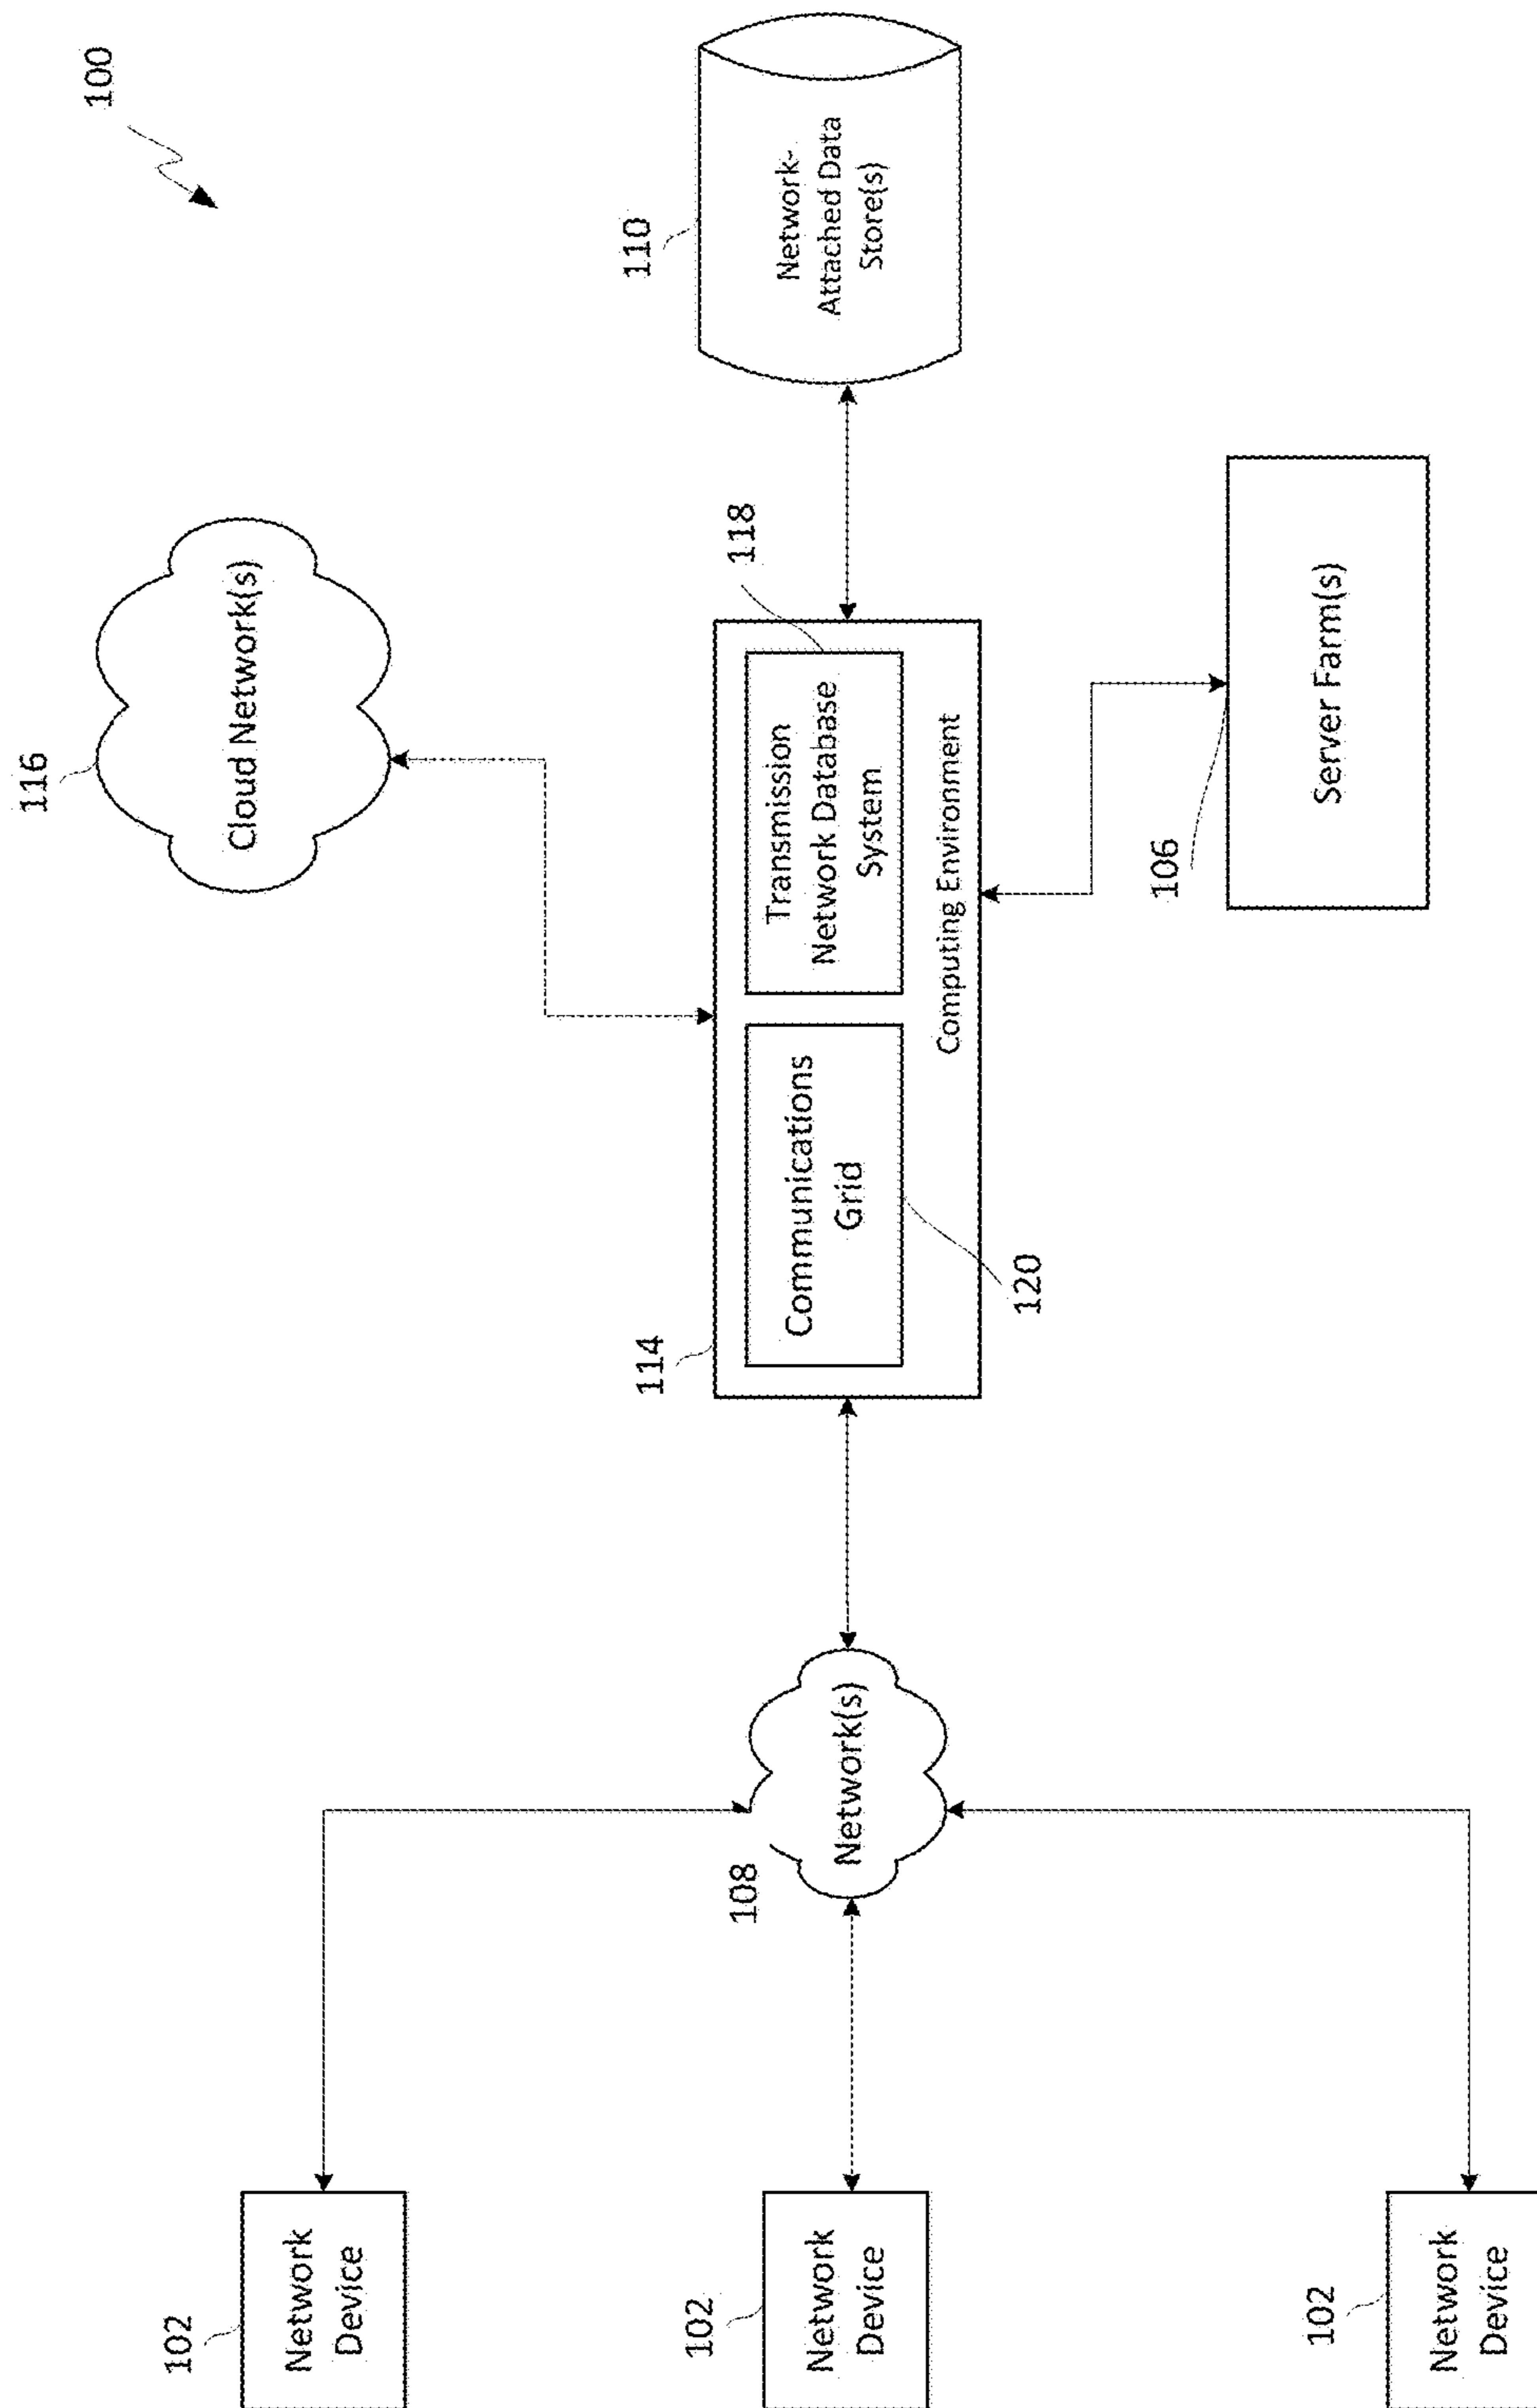 100
116
Cloud Network(s)
102
Network
Device
108
Network(s)
114
Communications
Grid
120
Transmission
Network Database
System
118
Computing Environment
110
Network-
Attached Data
Store(s)
102
Network
Device
106
Server Farm(s)
102
Network
Device